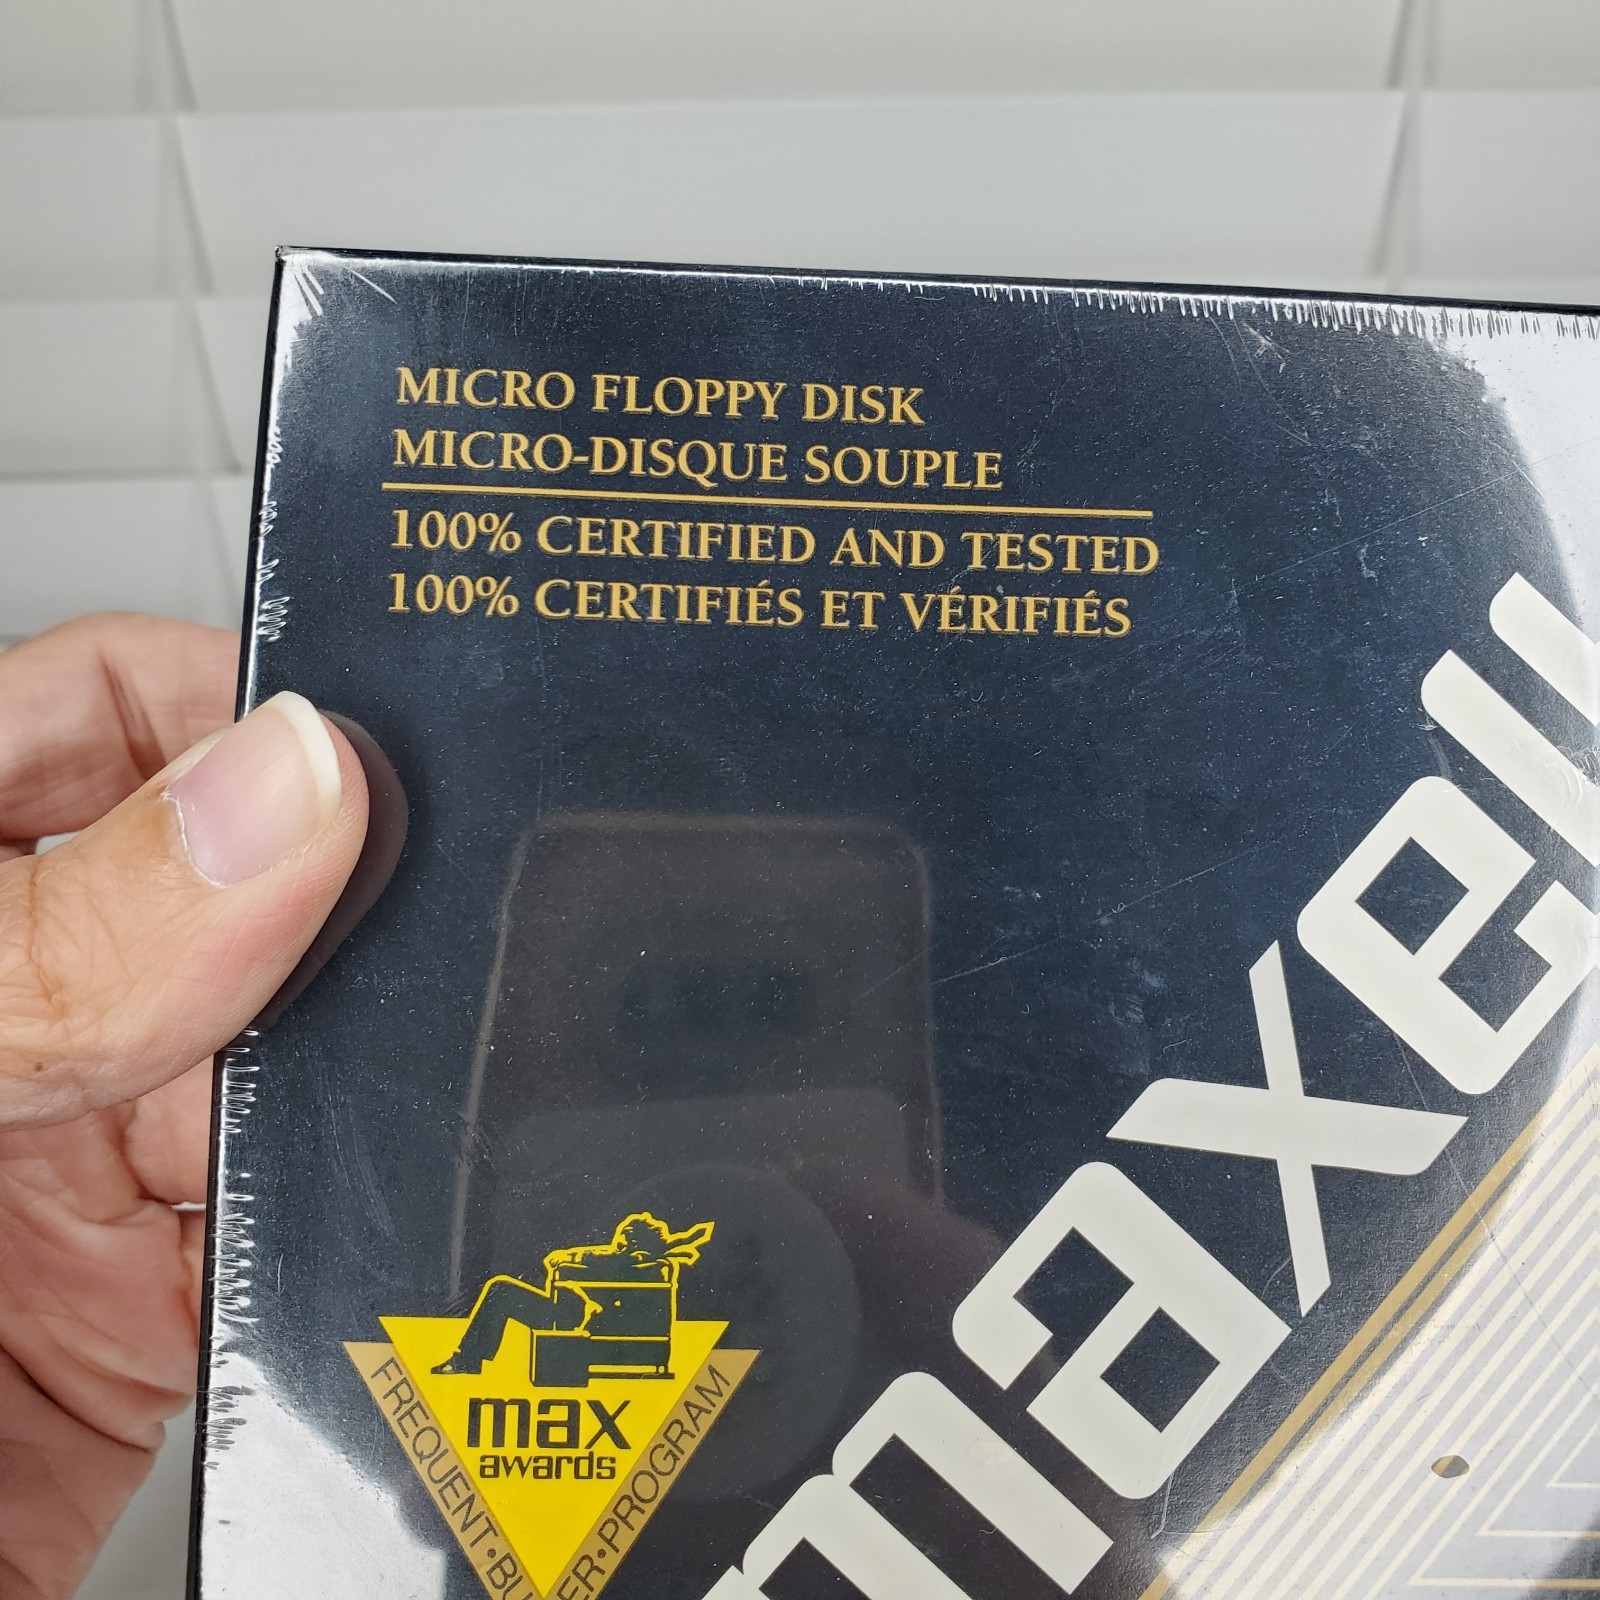 MICRO FLOPPY DISK
MICRO-DISQUE SOUPLE
100% CERTIFIED AND TESTED
100% CERTIFIÉS ET VÉRIFIÉS
maxell
max
awards
FREQUENT•
•PROGRAM